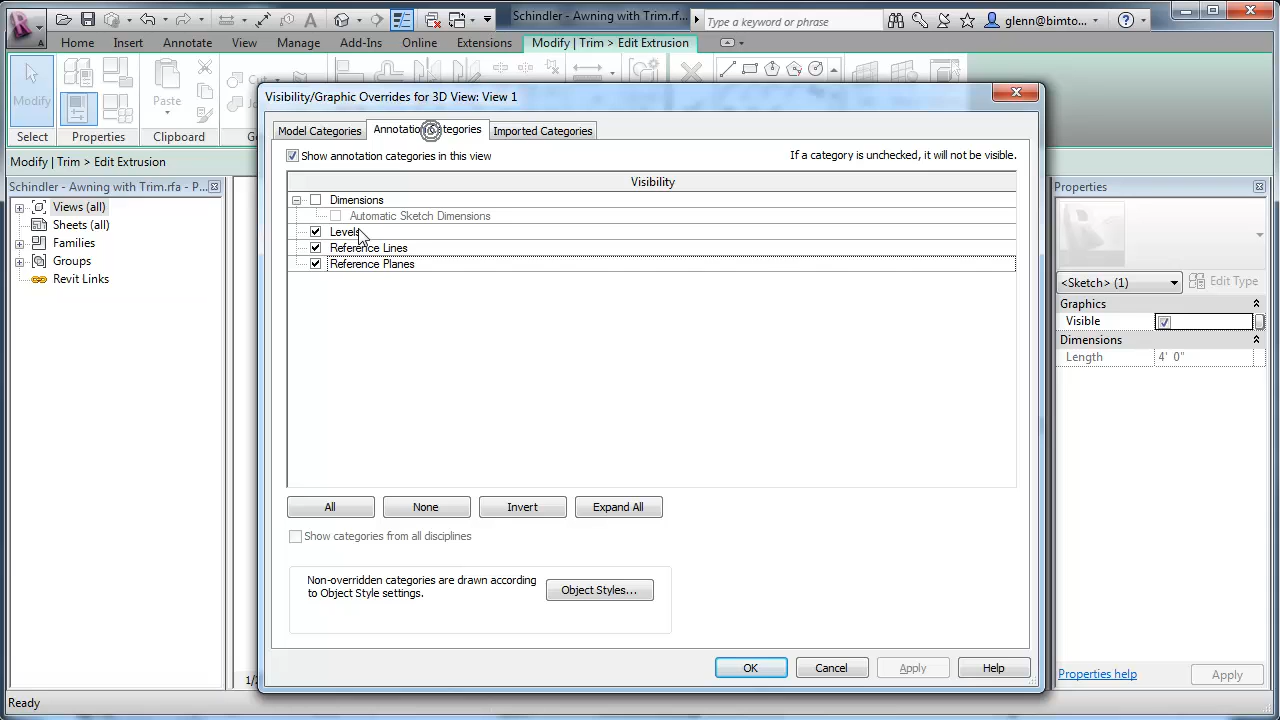 Schindler - Awning with Trim.rf...
Type a keyword or phrase
glenn@bimto...
Home
Insert
Annotate
View
Manage
Add-Ins
Online
Extensions
Modify | Trim > Edit Extrusion
Modify
Paste
Select
Properties
Clipboard
Modify | Trim > Edit Extrusion
Schindler - Awning with Trim.rfa - P...
Views (all)
Sheets (all)
Families
Groups
Revit Links
Visibility/Graphic Overrides for 3D View: View 1
Model Categories
Annotation Categories
Imported Categories
Show annotation categories in this view
If a category is unchecked, it will not be visible.
Visibility
Dimensions
Automatic Sketch Dimensions
Levels
Reference Lines
Reference Planes
All
None
Invert
Expand All
Show categories from all disciplines
Non-overridden categories are drawn according
to Object Style settings.
Object Styles...
OK
Cancel
Apply
Help
Properties
<Sketch> (1)
Edit Type
Graphics
Visible
Dimensions
Length
4' 0"
Properties help
Apply
Ready